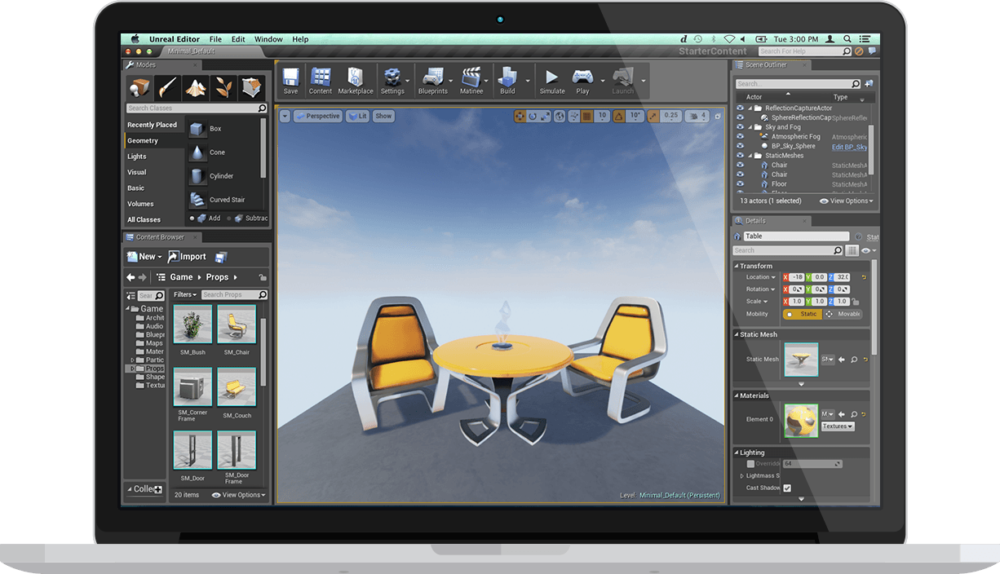 Unreal Editor File Edit Window Help
Tue 3:00 PM
Minimal_Default
StarterContent
Search For Help
Modes
Search Classes
Recently Placed
Geometry
Lights
Visual
Basic
Volumes
All Classes
Box
Cone
Cylinder
Curved Stair
Add Subtrac
Save Content Marketplace Settings Blueprints Matinee Build Simulate Play Launch
Perspective Lit Show
10 10° 0.25 4
Level: Minimal_Default (Persistent)
Content Browser
New Import
Game Props
Sear
Filters Search Props
Game
Archit
Audio
Bluepr
Maps
Mater
Partic
Props
Shape
Textur
SM_Bush
SM_Chair
SM_Corner
Frame
SM_Couch
SM_Door
SM_Door
Frame
Collec
20 items View Options
Scene Outliner
Search...
Actor Type
ReflectionCaptureActor
SphereReflectionCap SphereReflec
Sky and Fog
Atmospheric Fog Atmospheric
BP_Sky_Sphere Edit BP_Sky
StaticMeshes
Chair StaticMeshA
Chair StaticMeshA
Floor StaticMeshA
13 actors (1 selected) View Options
Details
Table Stat
Search
Transform
Location X -18 Y 0.0 Z 32.0
Rotation X 0 Y 0 Z 0
Scale X 1.0 Y 1.0 Z 1.0
Mobility Static Movable
Static Mesh
Static Mesh SM
Materials
Element 0 M
Textures
Lighting
Override 64
Lightmass S
Cast Shadow